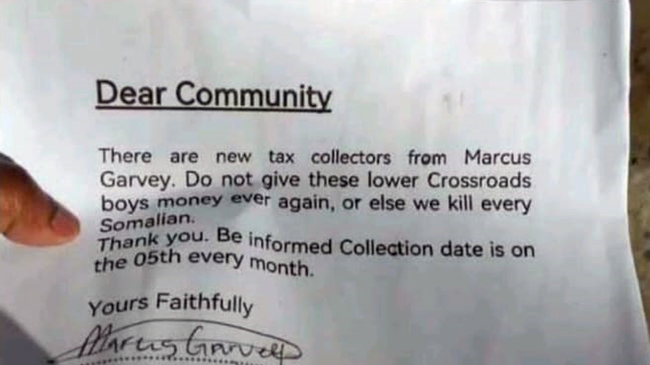 Dear Community
There are new tax collectors from Marcus
Garvey. Do not give these lower Crossroads
boys money ever again, or else we kill every
Somalian.
Thank you. Be informed Collection date is on
the 05th every month.
Yours Faithfully
Marcus Garvey